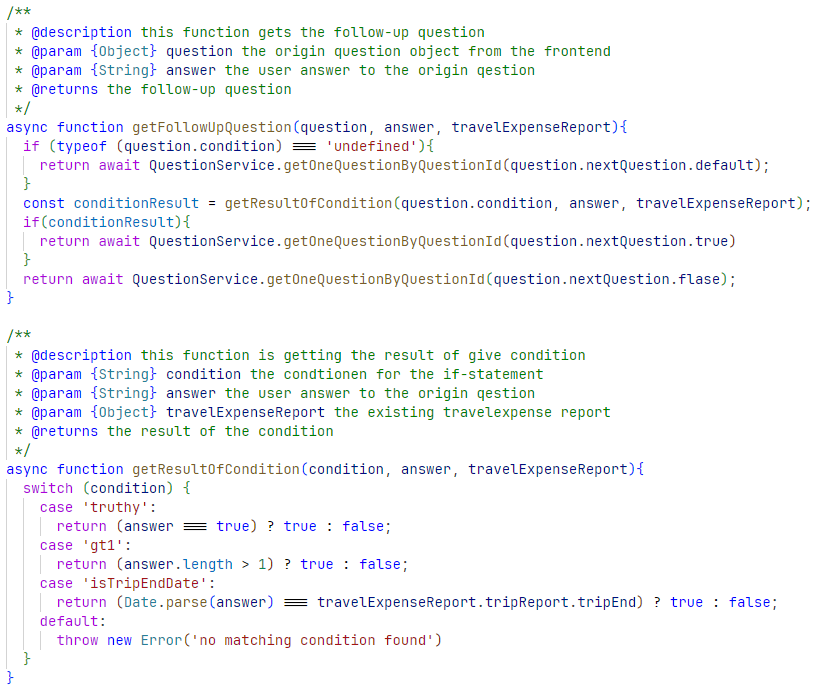 /**
 * @description this function gets the follow-up question
 * @param {Object} question the origin question object from the frontend
 * @param {String} answer the user answer to the origin qestion
 * @returns the follow-up question
 */
async function getFollowUpQuestion(question, answer, travelExpenseReport){
  if (typeof (question.condition) === 'undefined'){
    return await QuestionService.getOneQuestionByQuestionId(question.nextQuestion.default);
  }
  const conditionResult = getResultOfCondition(question.condition, answer, travelExpenseReport);
  if(conditionResult){
    return await QuestionService.getOneQuestionByQuestionId(question.nextQuestion.true)
  }
  return await QuestionService.getOneQuestionByQuestionId(question.nextQuestion.flase);
}

/**
 * @description this function is getting the result of give condition
 * @param {String} condition the condtionen for the if-statement
 * @param {String} answer the user answer to the origin qestion
 * @param {Object} travelExpenseReport the existing travelexpense report
 * @returns the result of the condition
 */
async function getResultOfCondition(condition, answer, travelExpenseReport){
  switch (condition) {
    case 'truthy':
      return (answer === true) ? true : false;
    case 'gt1':
      return (answer.length > 1) ? true : false;
    case 'isTripEndDate':
      return (Date.parse(answer) === travelExpenseReport.tripReport.tripEnd) ? true : false;
    default:
      throw new Error('no matching condition found')
  }
}